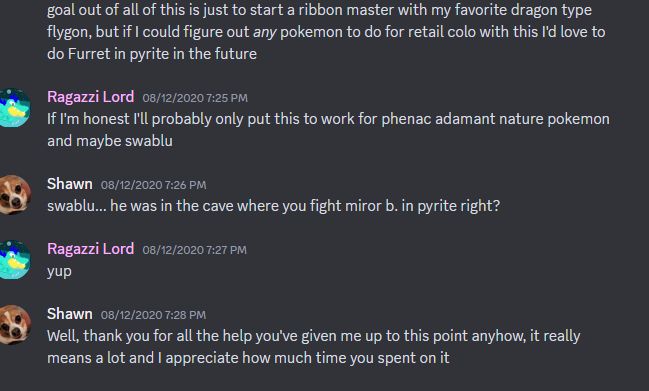 goal out of all of this is just to start a ribbon master with my favorite dragon type
flygon, but if I could figure out any pokemon to do for retail colo with this I'd love to
do Furret in pyrite in the future
Ragazzi Lord 08/12/2020 7:25 PM
If I'm honest I'll probably only put this to work for phenac adamant nature pokemon
and maybe swablu
Shawn 08/12/2020 7:26 PM
swablu... he was in the cave where you fight miror b. in pyrite right?
Ragazzi Lord 08/12/2020 7:27 PM
yup
Shawn 08/12/2020 7:28 PM
Well, thank you for all the help you've given me up to this point anyhow, it really
means a lot and I appreciate how much time you spent on it